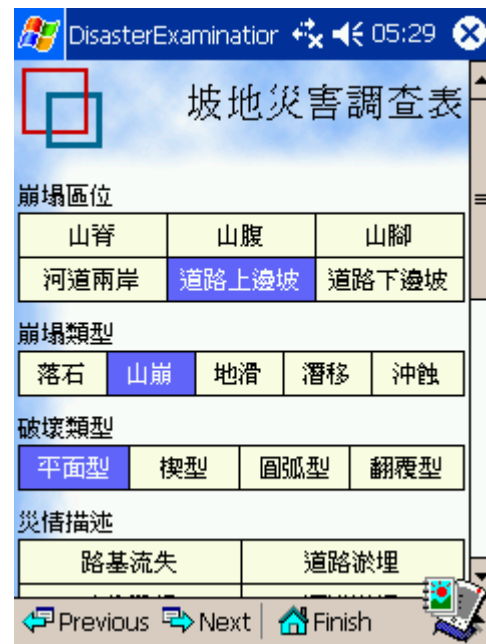 DisasterExamination 05:29
坡地災害調查表
崩塌區位
山脊 山腹 山腳
河道兩岸 道路上邊坡 道路下邊坡
崩塌類型
落石 山崩 地滑 潛移 沖蝕
破壞類型
平面型 楔型 圓弧型 翻覆型
災情描述
路基流失 道路淤埋
Previous Next Finish